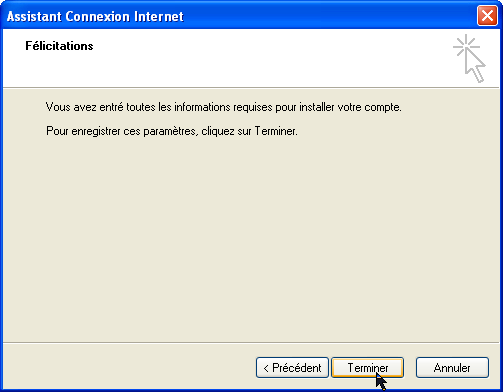 Assistant Connexion Internet
Félicitations
Vous avez entré toutes les informations requises pour installer votre compte.
Pour enregistrer ces paramètres, cliquez sur Terminer.
< Précédent Terminer Annuler